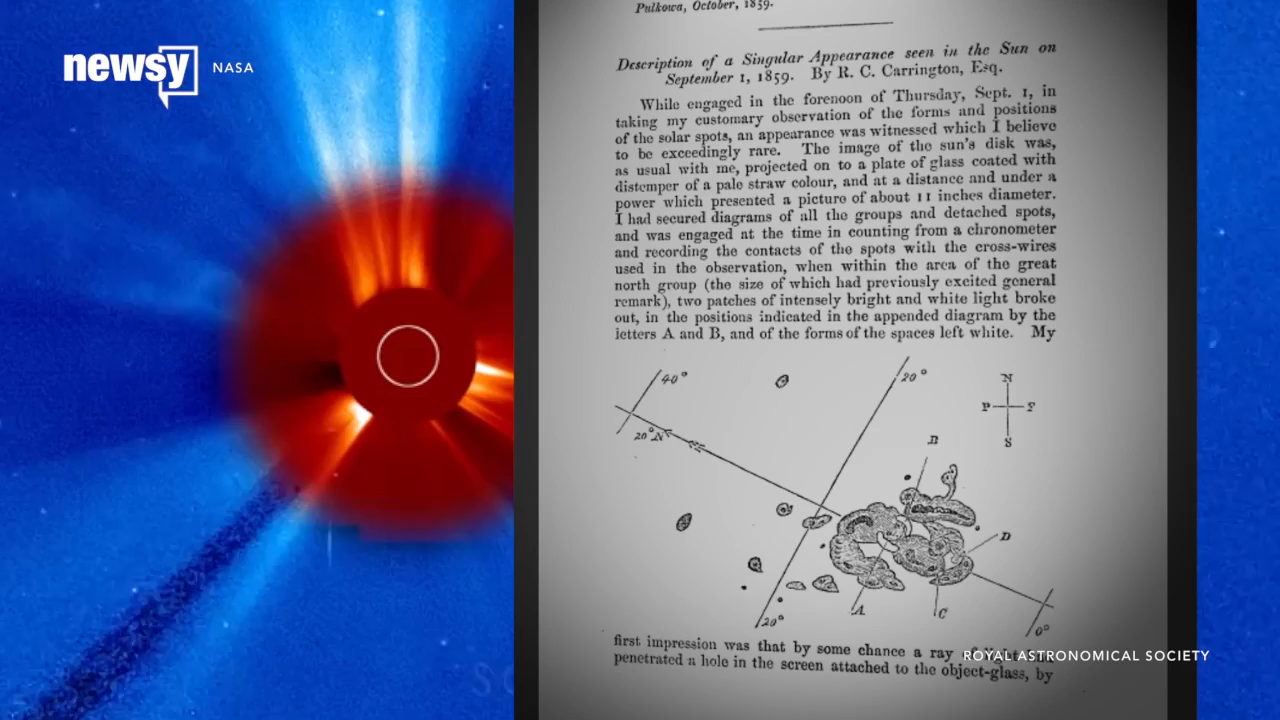 newsy NASA
Pulkowa, October, 1859.
Description of a Singular Appearance seen in the Sun on
September 1, 1859. By R. C. Carrington, Esq.
While engaged in the forenoon of Thursday, Sept. 1, in
taking my customary observation of the forms and positions
of the solar spots, an appearance was witnessed which I believe
to be exceedingly rare. The image of the sun's disk was,
as usual with me, projected on to a plate of glass coated with
distemper of a pale straw colour, and at a distance and under a
power which presented a picture of about 11 inches diameter.
I had secured diagrams of all the groups and detached spots,
and was engaged at the time in counting from a chronometer
and recording the contacts of the spots with the cross-wires
used in the observation, when within the area of the great
north group (the size of which had previously excited general
remark), two patches of intensely bright and white light broke
out, in the positions indicated in the appended diagram by the
letters A and B, and of the forms of the spaces left white. My
40° 20° N
P F
20° N S
B
D
A C
20° 0°
first impression was that by some chance a ray of
penetrated a hole in the screen attached to the object-glass, by
ROYAL ASTRONOMICAL SOCIETY